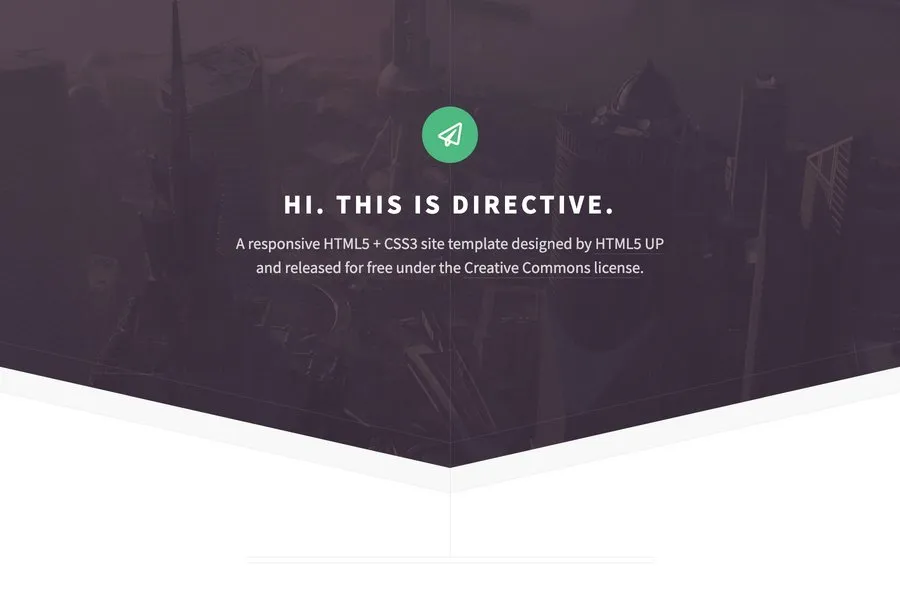 HI. THIS IS DIRECTIVE.
A responsive HTML5 + CSS3 site template designed by HTML5 UP
and released for free under the Creative Commons license.